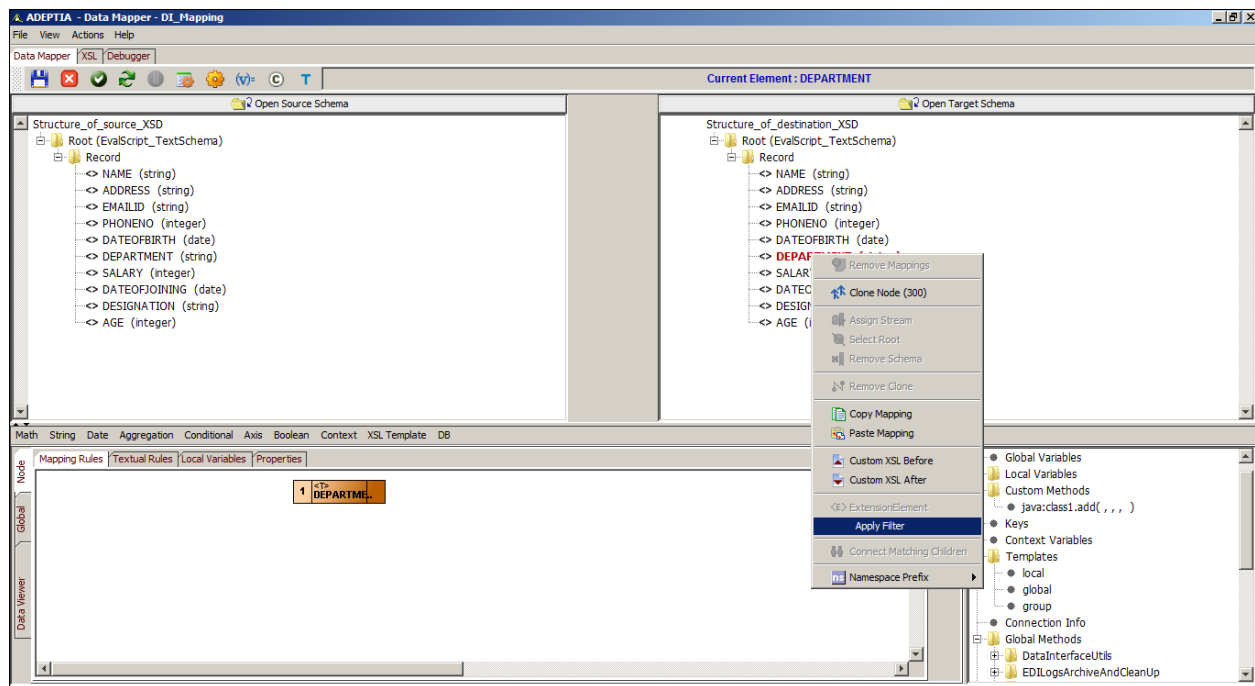 ADEPTIA - Data Mapper - DI_Mapping
File View Actions Help
Data Mapper XSL Debugger
(∀)= © T Current Element : DEPARTMENT
Open Source Schema
Structure_of_source_XSD
Root (EvalScript_TextSchema)
Record
<> NAME (string)
<> ADDRESS (string)
<> EMAILID (string)
<> PHONENO (integer)
<> DATEOFBIRTH (date)
<> DEPARTMENT (string)
<> SALARY (integer)
<> DATEOFJOINING (date)
<> DESIGNATION (string)
<> AGE (integer)
Open Target Schema
Structure_of_destination_XSD
Root (EvalScript_TextSchema)
Record
<> NAME (string)
<> ADDRESS (string)
<> EMAILID (string)
<> PHONENO (integer)
<> DATEOFBIRTH (date)
<> DEPAR
<> SALAR
<> DATEO
<> DESIGN
<> AGE (i
Remove Mappings
Clone Node (300)
Assign Stream
Select Root
Remove Schema
Remove Clone
Copy Mapping
Paste Mapping
Custom XSL Before
Custom XSL After
<E> ExtensionElement
Apply Filter
Connect Matching Children
ns Namespace Prefix
Math String Date Aggregation Conditional Axis Boolean Context XSL Template DB
Node
Global
Data Viewer
Mapping Rules Textual Rules Local Variables Properties
1 <T> DEPARTME..
Global Variables
Local Variables
Custom Methods
java:class1.add( , , , )
Keys
Context Variables
Templates
local
global
group
Connection Info
Global Methods
DataInterfaceUtils
EDILogsArchiveAndCleanUp